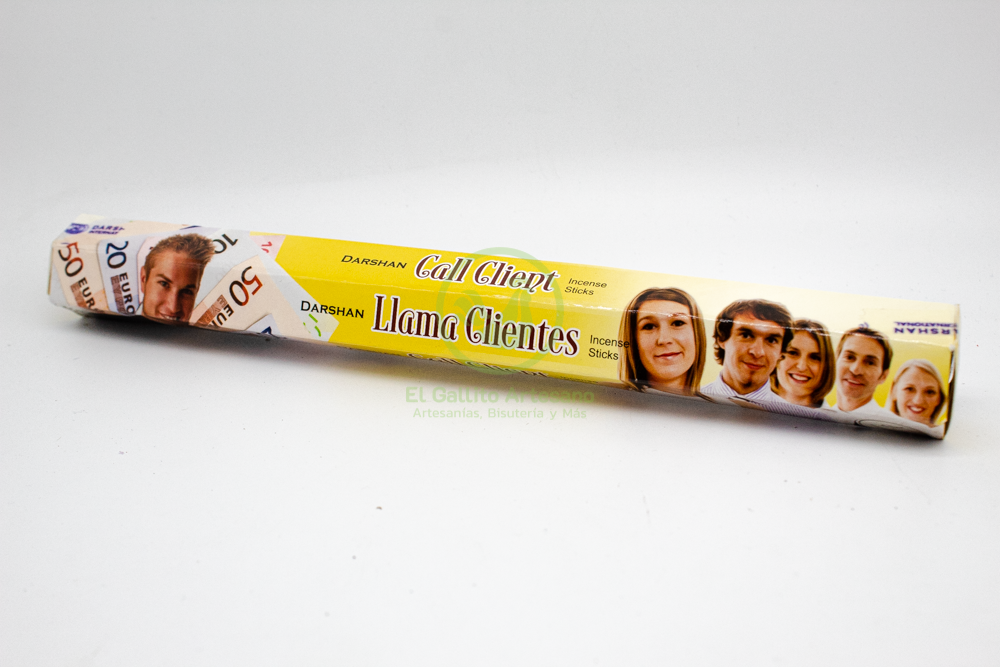 DARSHAN Call Client Incense
Sticks
DARSHAN Llama Clientes Incense
Sticks
50 EUR
20 EURO
10
50 EURO
El Gallito Artesano
Artesanías, Bisutería y Más